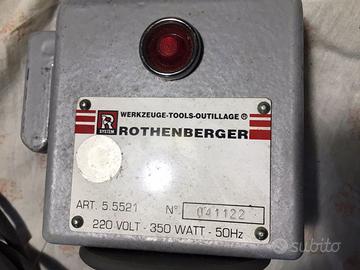 WERKZEUGE-TOOLS-OUTILLAGE ®
R ROTHENBERGER
SYSTEM
ART. 5.5521 N° 041122
220 VOLT - 350 WATT - 50Hz
subito